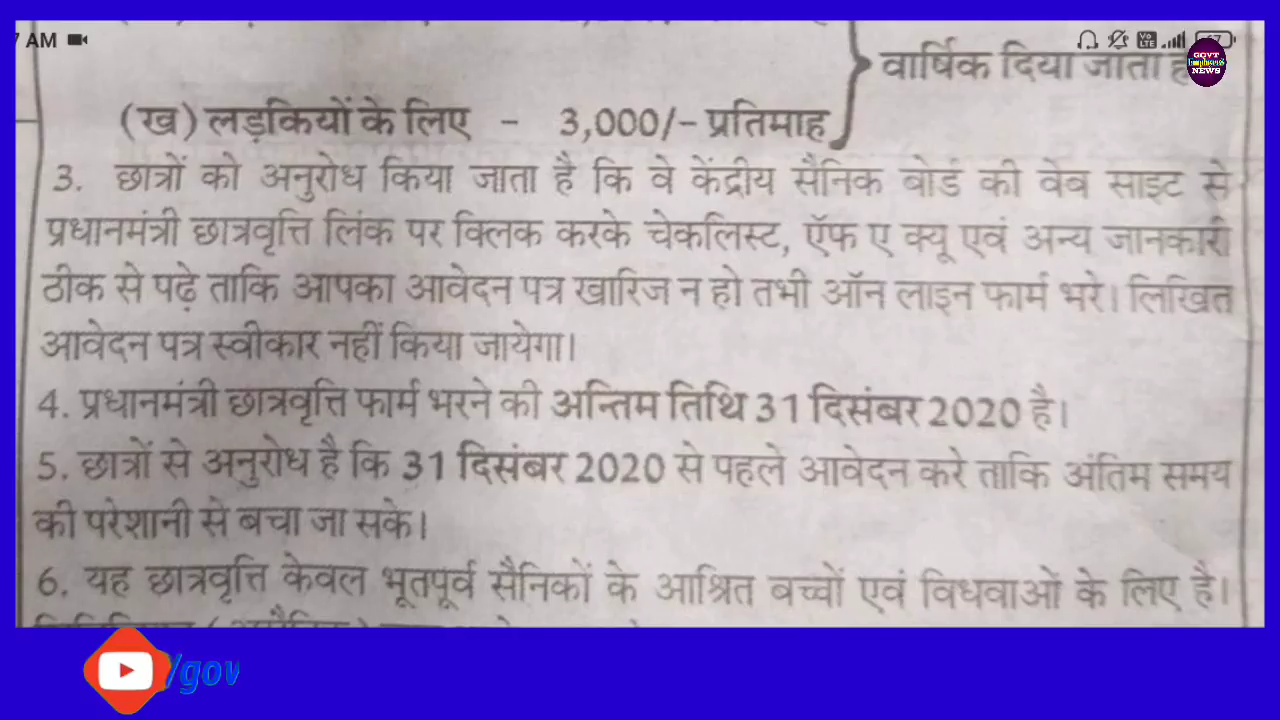 7 AM
वार्षिक दिया जाता है
GOVT
Employees
NEWS
(ख) लड़कियों के लिए - 3,000/- प्रतिमाह
3. छात्रों को अनुरोध किया जाता है कि वे केंद्रीय सैनिक बोर्ड की वेब साइट से
प्रधानमंत्री छात्रवृत्ति लिंक पर क्लिक करके चेकलिस्ट, ऍफ ए क्यू एवं अन्य जानकारी
ठीक से पढ़े ताकि आपका आवेदन पत्र खारिज न हो तभी ऑन लाइन फार्म भरे। लिखित
आवेदन पत्र स्वीकार नहीं किया जायेगा।
4. प्रधानमंत्री छात्रवृत्ति फार्म भरने की अन्तिम तिथि 31 दिसंबर 2020 है।
5. छात्रों से अनुरोध है कि 31 दिसंबर 2020 से पहले आवेदन करे ताकि अंतिम समय
की परेशानी से बचा जा सके।
6. यह छात्रवृत्ति केवल भूतपूर्व सैनिकों के आश्रित बच्चों एवं विधवाओं के लिए है।
/gov